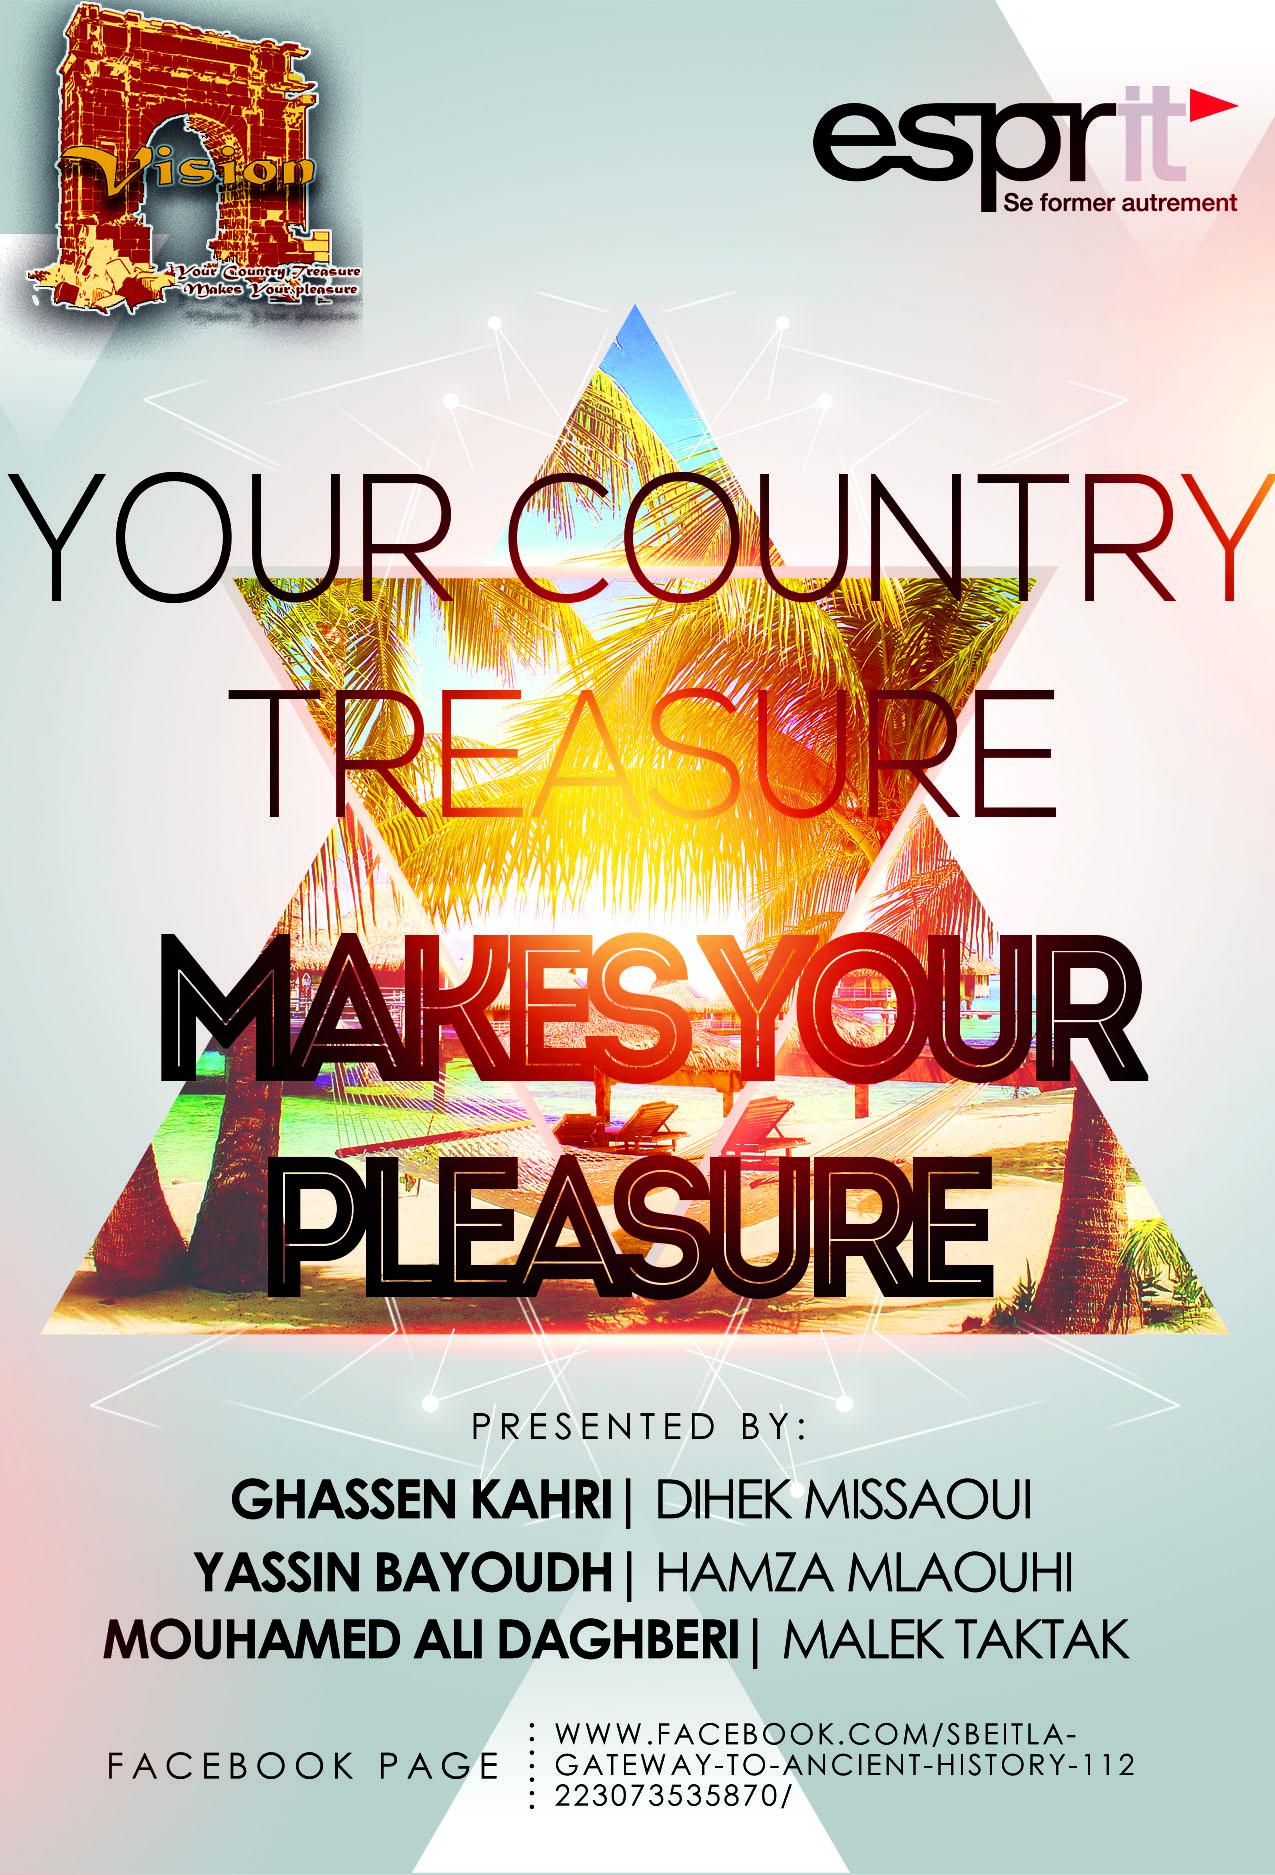 Vision
Your Country Treasure
Makes Your pleasure
esprit
Se former autrement
YOUR COUNTRY
TREASURE
MAKES YOUR
PLEASURE
PRESENTED BY:
GHASSEN KAHRI| DIHEK MISSAOUI
YASSIN BAYOUDH| HAMZA MLAOUHI
MOUHAMED ALI DAGHBERI| MALEK TAKTAK
FACEBOOK PAGE
WWW.FACEBOOK.COM/SBEITLA-
GATEWAY-TO-ANCIENT-HISTORY-112
223073535870/